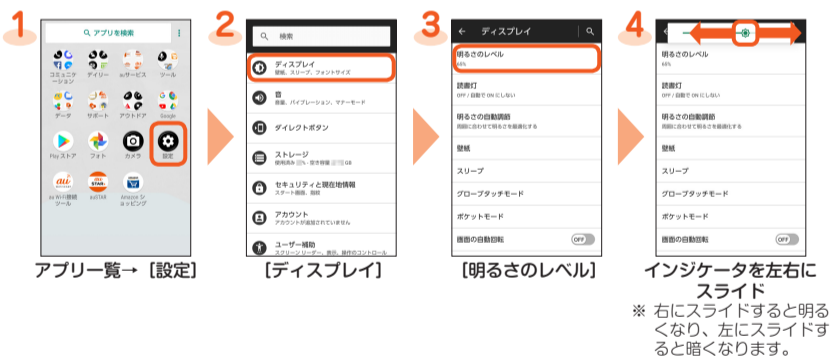 1
アプリを検索
コミュニケーション
デイリー
auサービス
ツール
データ
サポート
アウトドア
Google
Play ストア
フォト
カメラ
設定
au Wi-Fi接続ツール
auSTAR
Amazon ショッピング
アプリ一覧→［設定］
2
検索
ディスプレイ
壁紙、スリープ、フォントサイズ
音
音量、バイブレーション、マナーモード
ダイレクトボタン
ストレージ
使用済み %・空き容量 GB
セキュリティと現在地情報
スタート画面、指紋
アカウント
アカウントが追加されていません
ユーザー補助
スクリーン リーダー、表示、操作のコントロール
［ディスプレイ］
3
ディスプレイ
明るさのレベル
65%
読書灯
OFF / 自動で ON にしない
明るさの自動調節
周囲に合わせて明るさを最適化する
壁紙
スリープ
グローブタッチモード
ポケットモード
画面の自動回転
OFF
［明るさのレベル］
4
明るさのレベル
65%
読書灯
OFF / 自動で ON にしない
明るさの自動調節
周囲に合わせて明るさを最適化する
壁紙
スリープ
グローブタッチモード
ポケットモード
画面の自動回転
OFF
インジケータを左右に
スライド
※ 右にスライドすると明る
くなり、左にスライドす
ると暗くなります。